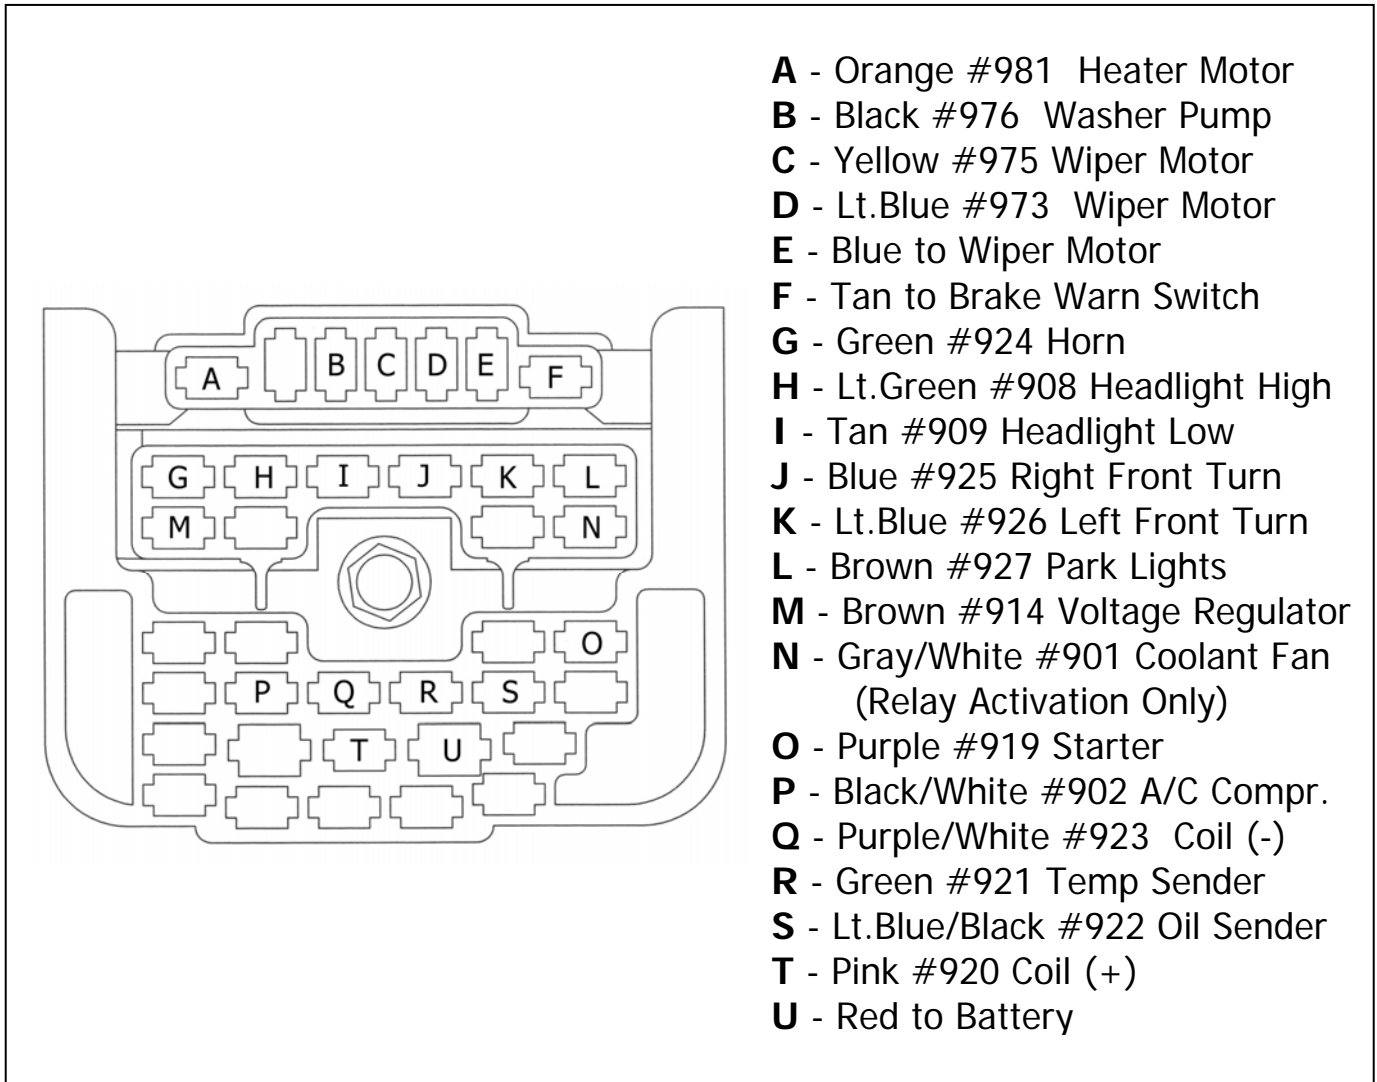 A - Orange #981 Heater Motor
B - Black #976 Washer Pump
C - Yellow #975 Wiper Motor
D - Lt.Blue #973 Wiper Motor
E - Blue to Wiper Motor
F - Tan to Brake Warn Switch
G - Green #924 Horn
H - Lt.Green #908 Headlight High
I - Tan #909 Headlight Low
J - Blue #925 Right Front Turn
K - Lt.Blue #926 Left Front Turn
L - Brown #927 Park Lights
M - Brown #914 Voltage Regulator
N - Gray/White #901 Coolant Fan
(Relay Activation Only)
O - Purple #919 Starter
P - Black/White #902 A/C Compr.
Q - Purple/White #923 Coil (-)
R - Green #921 Temp Sender
S - Lt.Blue/Black #922 Oil Sender
T - Pink #920 Coil (+)
U - Red to Battery
A B C D E F
G H I J K L
M N
O
P Q R S
T U